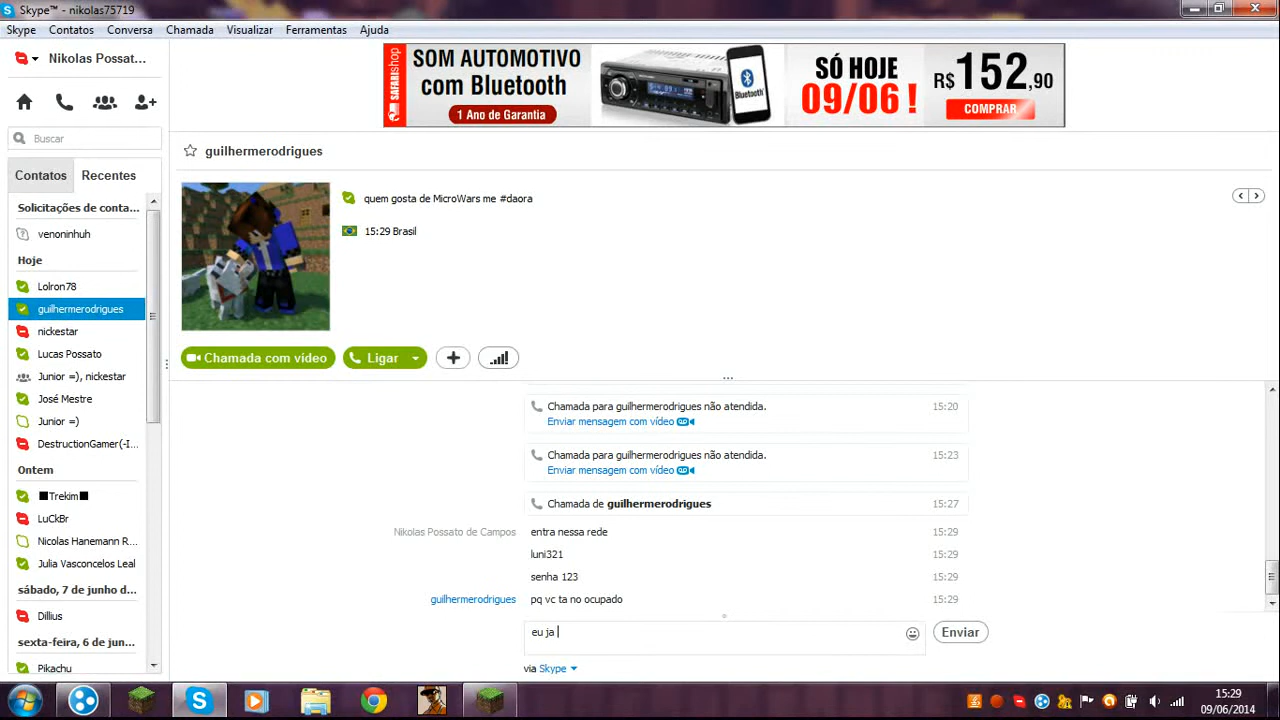 Skype™ - nikolas75719
Skype Contatos Conversa Chamada Visualizar Ferramentas Ajuda
Nikolas Possat...
Buscar
Contatos Recentes
Solicitações de conta...
venoninhuh
Hoje
Lolron78
guilhermerodrigues
nickestar
Lucas Possato
Junior =), nickestar
José Mestre
Junior =)
DestructionGamer(-I...
Ontem
■Trekim■
LuCkBr
Nicolas Hanemann R...
Julia Vasconcelos Leal
sábado, 7 de junho d...
Dillius
sexta-feira, 6 de jun...
Pikachu
SAFARISHOP
SOM AUTOMOTIVO
com Bluetooth
1 Ano de Garantia
Bluetooth
SÓ HOJE
09/06 !
R$152,90
COMPRAR
guilhermerodrigues
quem gosta de MicroWars me #daora
15:29 Brasil
Chamada com vídeo Ligar
Chamada para guilhermerodrigues não atendida. 15:20
Enviar mensagem com vídeo
Chamada para guilhermerodrigues não atendida. 15:23
Enviar mensagem com vídeo
Chamada de guilhermerodrigues 15:27
Nikolas Possato de Campos entra nessa rede 15:29
luni321 15:29
senha 123 15:29
guilhermerodrigues pq vc ta no ocupado 15:29
eu ja
Enviar
via Skype
15:29
09/06/2014